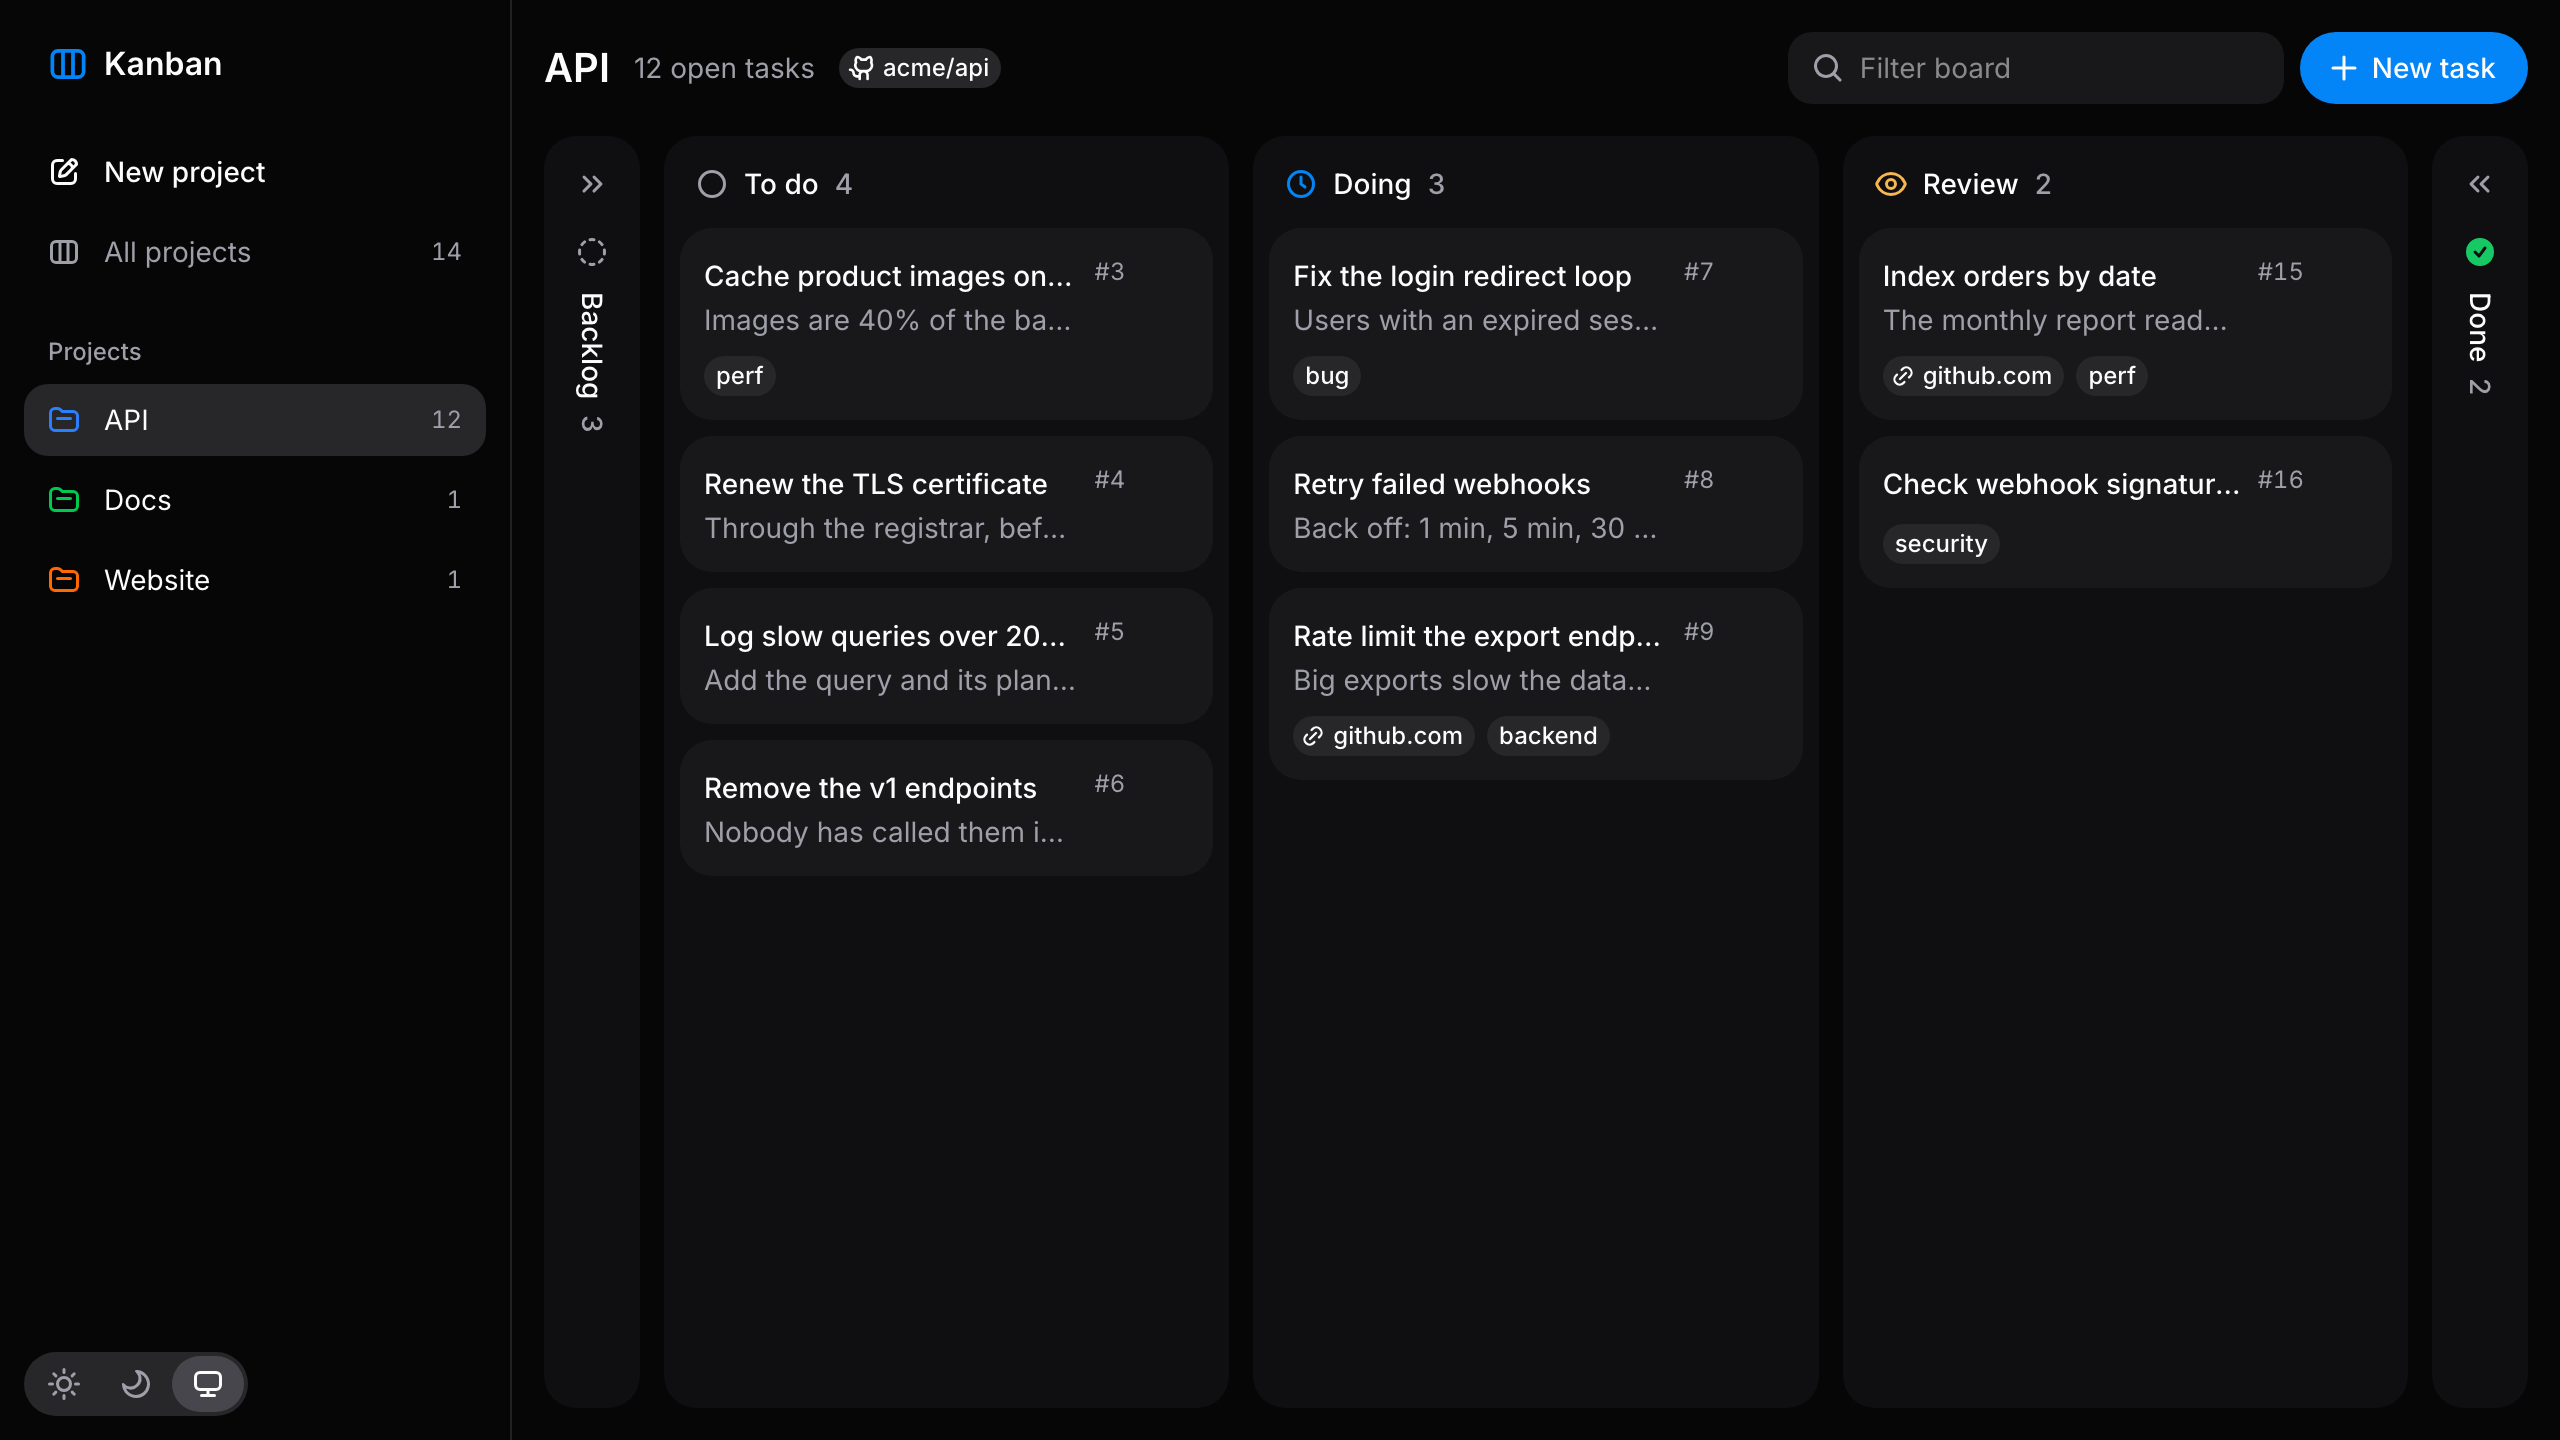 Kanban
New project
All projects 14
Projects
API 12
Docs 1
Website 1
API 12 open tasks acme/api
Filter board
New task
Backlog 3
To do 4
Cache product images on... #3
Images are 40% of the ba...
perf
Renew the TLS certificate #4
Through the registrar, bef...
Log slow queries over 20... #5
Add the query and its plan...
Remove the v1 endpoints #6
Nobody has called them i...
Doing 3
Fix the login redirect loop #7
Users with an expired ses...
bug
Retry failed webhooks #8
Back off: 1 min, 5 min, 30 ...
Rate limit the export endp... #9
Big exports slow the data...
github.com backend
Review 2
Index orders by date #15
The monthly report read...
github.com perf
Check webhook signatur... #16
security
Done 2